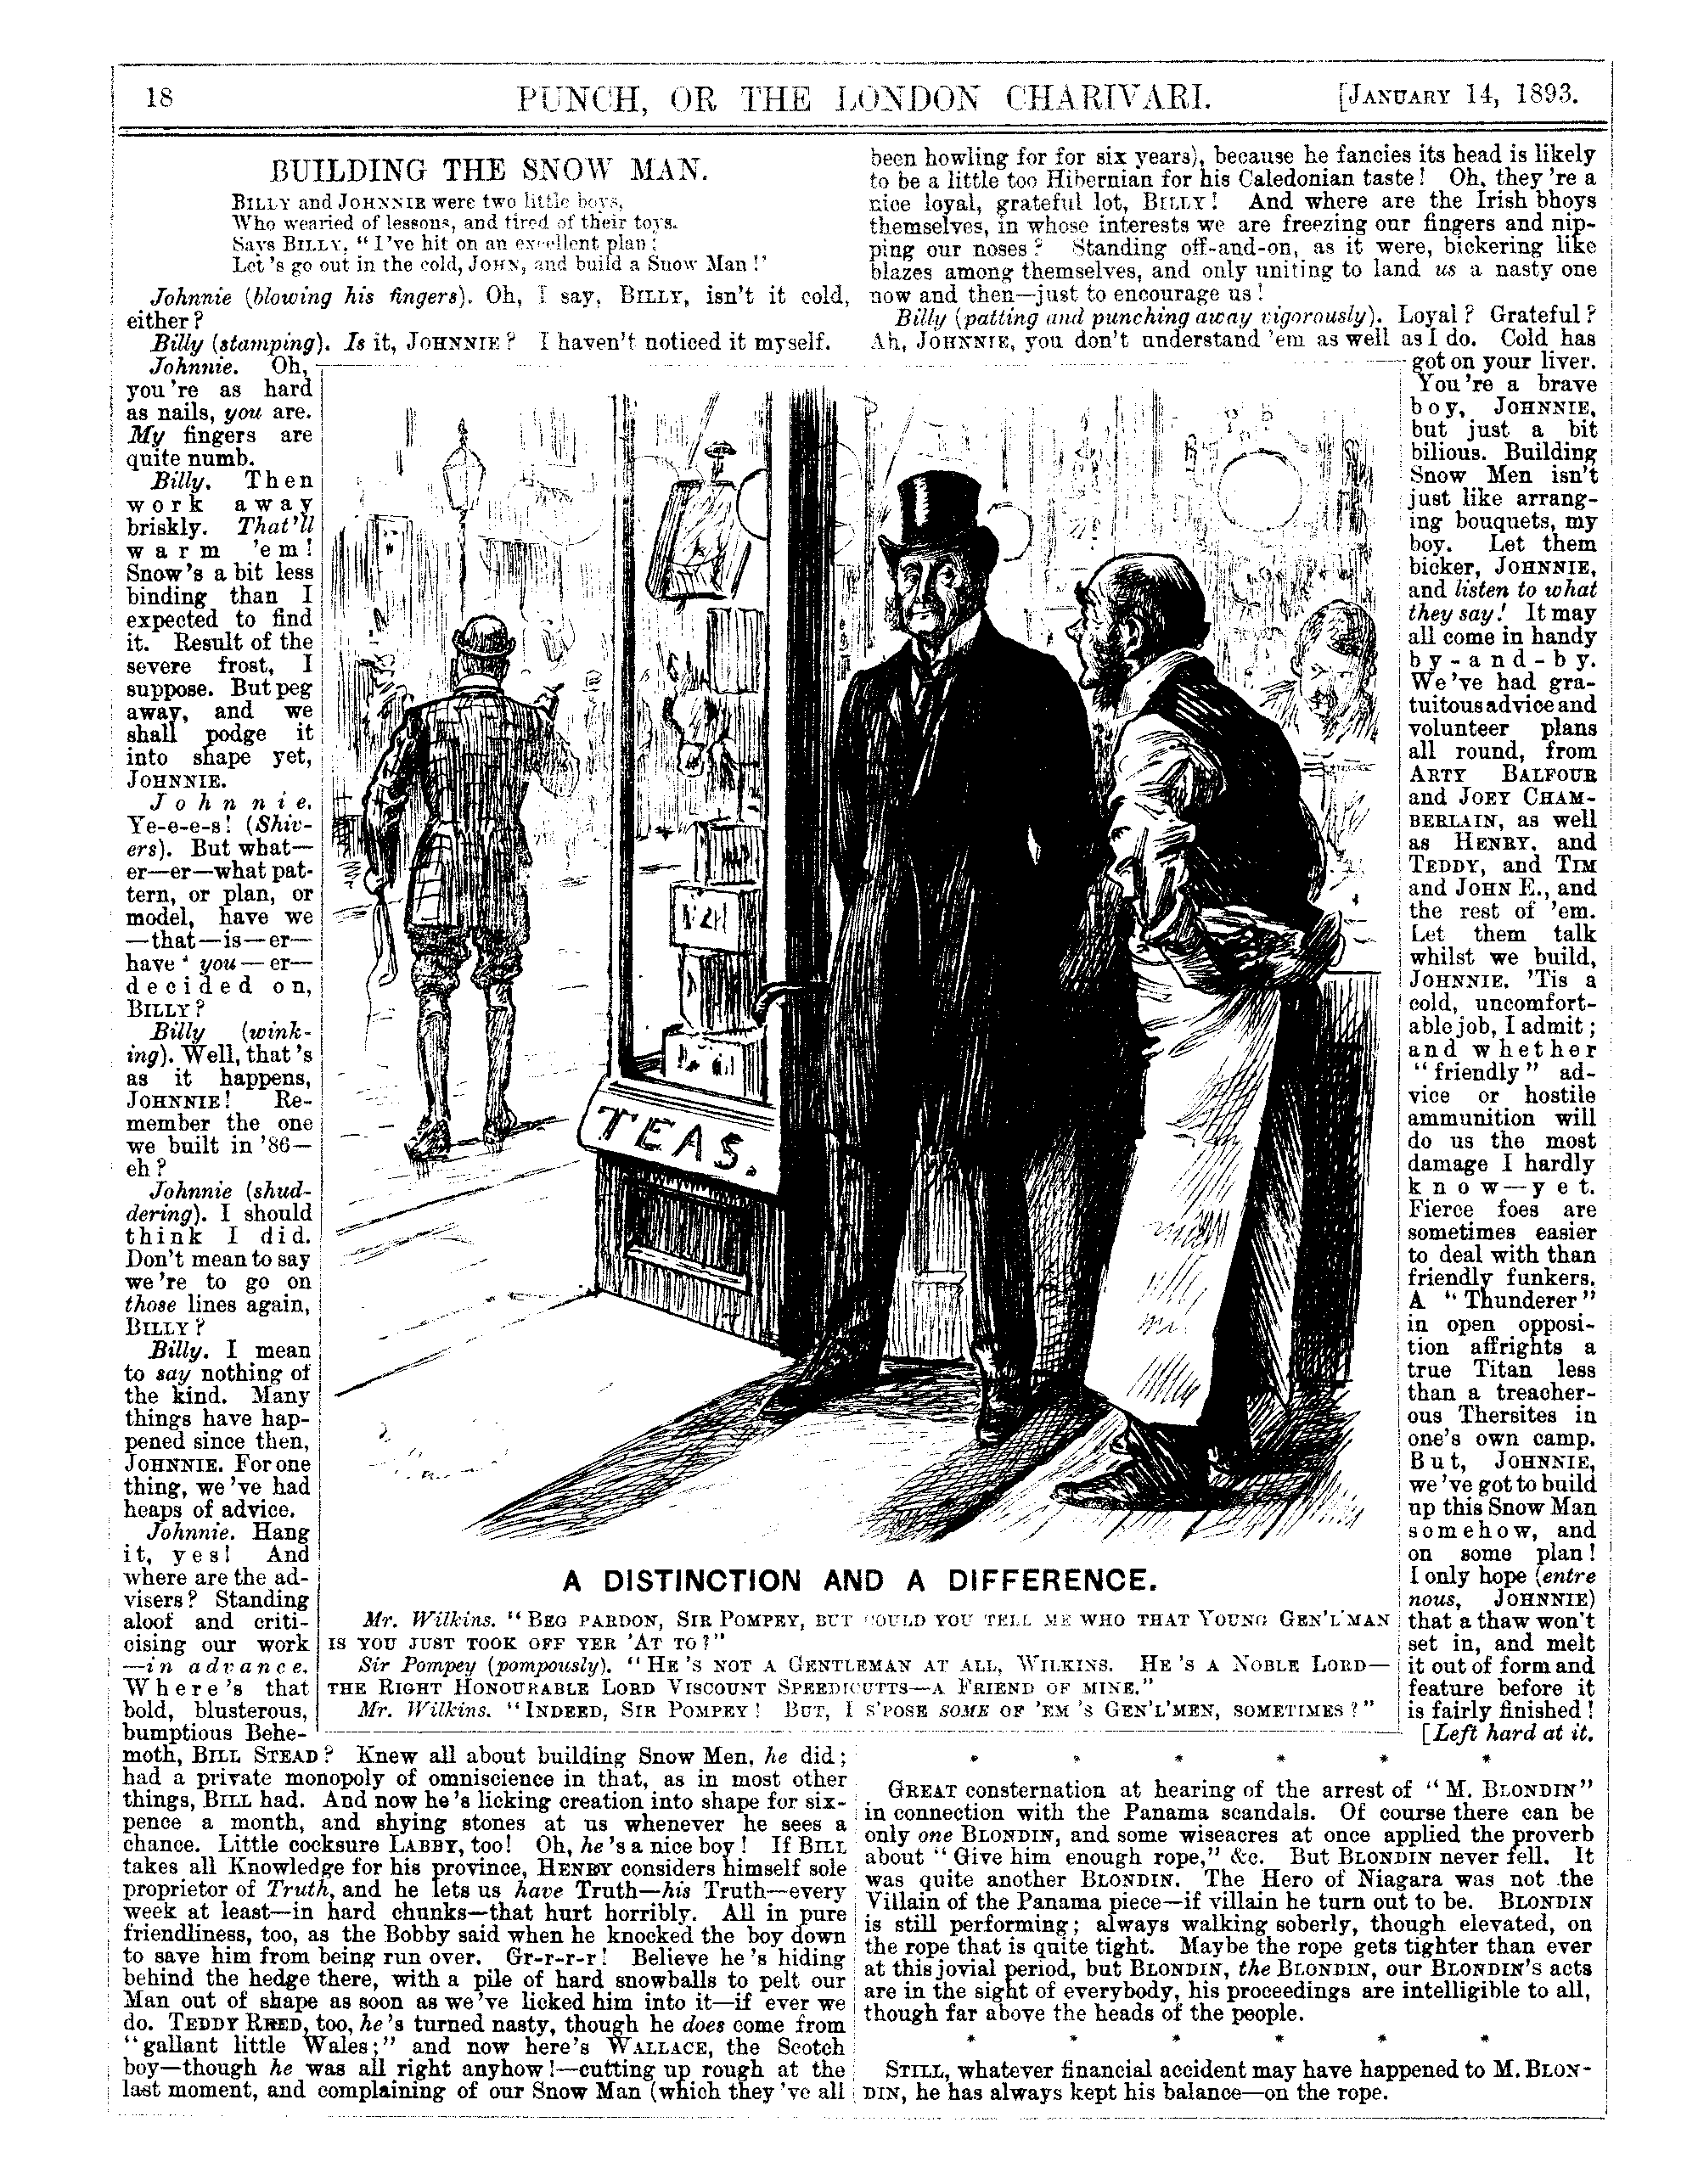 18
PUNCH, OR THE LONDON CHARIVARI.
[JANUARY 14, 1893.
BUILDING THE SNOW MAN.
BILLY and JOHNNIE were two little boys,
Who wearied of lessons, and tired of their toys.
Says BILLY, "I've hit on an excellent plan;
Let's go out in the cold, JOHN, and build a Snow Man!"
Johnnie (blowing his fingers). Oh, I say, BILLY, isn't it cold,
either?
Billy (stamping). Is it, JOHNNIE? I haven't noticed it myself.
Johnnie. Oh,
you're as hard
as nails, you are.
My fingers are
quite numb.
Billy. Then
work away
briskly. That'll
warm 'em!
Snow's a bit less
binding than I
expected to find
it. Result of the
severe frost, I
suppose. But peg
away, and we
shall podge it
into shape yet,
JOHNNIE.
Johnnie.
Ye-e-e-s! (Shiv-
ers). But what—
er—er—what pat-
tern, or plan, or
model, have we
—that—is—er—
have you—er—
decided on,
BILLY?
Billy (wink-
ing). Well, that's
as it happens,
JOHNNIE! Re-
member the one
we built in '86—
eh?
Johnnie (shud-
dering). I should
think I did.
Don't mean to say
we're to go on
those lines again,
BILLY?
Billy. I mean
to say nothing of
the kind. Many
things have hap-
pened since then,
JOHNNIE. For one
thing, we've had
heaps of advice.
Johnnie. Hang
it, yes! And
where are the ad-
visers? Standing
aloof and criti-
cising our work
—in advance.
Where's that
bold, blusterous,
bumptious Behe-
moth, BILL STEAD? Knew all about building Snow Men, he did;
had a private monopoly of omniscience in that, as in most other
things, BILL had. And now he's licking creation into shape for six-
pence a month, and shying stones at us whenever he sees a
chance. Little cocksure LABBY, too! Oh, he's a nice boy! If BILL
takes all Knowledge for his province, HENRY considers himself sole
proprietor of Truth, and he lets us have Truth—his Truth—every
week at least—in hard chunks—that hurt horribly. All in pure
friendliness, too, as the Bobby said when he knocked the boy down
to save him from being run over. Gr-r-r-r! Believe he's hiding
behind the hedge there, with a pile of hard snowballs to pelt our
Man out of shape as soon as we've licked him into it—if ever we
do. TEDDY REED, too, he's turned nasty, though he does come from
"gallant little Wales;" and now here's WALLACE, the Scotch
boy—though he was all right anyhow!—cutting up rough at the
last moment, and complaining of our Snow Man (which they've all
been howling for for six years), because he fancies its head is likely
to be a little too Hibernian for his Caledonian taste! Oh, they're a
nice loyal, grateful lot, BILLY! And where are the Irish bhoys
themselves, in whose interests we are freezing our fingers and nip-
ping our noses? Standing off-and-on, as it were, bickering like
blazes among themselves, and only uniting to land us a nasty one
now and then—just to encourage us!
Billy (patting and punching away vigorously). Loyal? Grateful?
Ah, JOHNNIE, you don't understand 'em as well as I do. Cold has
got on your liver.
You're a brave
boy, JOHNNIE,
but just a bit
bilious. Building
Snow Men isn't
just like arrang-
ing bouquets, my
boy. Let them
bicker, JOHNNIE,
and listen to what
they say! It may
all come in handy
by-and-by.
We've had gra-
tuitous advice and
volunteer plans
all round, from
ARTY BALFOUR
and JOEY CHAM-
BERLAIN, as well
as HENRY, and
TEDDY, and TIM
and JOHN E., and
the rest of 'em.
Let them talk
whilst we build,
JOHNNIE. 'Tis a
cold, uncomfort-
able job, I admit;
and whether
"friendly" ad-
vice or hostile
ammunition will
do us the most
damage I hardly
know—yet.
Fierce foes are
sometimes easier
to deal with than
friendly funkers.
A "Thunderer"
in open opposi-
tion affrights a
true Titan less
than a treacher-
ous Thersites in
one's own camp.
But, JOHNNIE,
we've got to build
up this Snow Man
somehow, and
on some plan!
I only hope (entre
nous, JOHNNIE)
that a thaw won't
set in, and melt
it out of form and
feature before it
is fairly finished!
[Left hard at it.
TEAS.
A DISTINCTION AND A DIFFERENCE.
Mr. Wilkins. "BEG PARDON, SIR POMPEY, BUT COULD YOU TELL ME WHO THAT YOUNG GEN'L'MAN
IS YOU JUST TOOK OFF YER 'AT TO?"
Sir Pompey (pompously). "HE'S NOT A GENTLEMAN AT ALL, WILKINS. HE'S A NOBLE LORD—
THE RIGHT HONOURABLE LORD VISCOUNT SPEEDICUTTS—A FRIEND OF MINE."
Mr. Wilkins. "INDEED, SIR POMPEY! BUT, I S'POSE SOME OF 'EM 'S GEN'L'MEN, SOMETIMES?"
* * * * * *
GREAT consternation at hearing of the arrest of "M. BLONDIN"
in connection with the Panama scandals. Of course there can be
only one BLONDIN, and some wiseacres at once applied the proverb
about "Give him enough rope," &c. But BLONDIN never fell. It
was quite another BLONDIN. The Hero of Niagara was not the
Villain of the Panama piece—if villain he turn out to be. BLONDIN
is still performing; always walking soberly, though elevated, on
the rope that is quite tight. Maybe the rope gets tighter than ever
at this jovial period, but BLONDIN, the BLONDIN, our BLONDIN'S acts
are in the sight of everybody, his proceedings are intelligible to all,
though far above the heads of the people.
* * * * * *
STILL, whatever financial accident may have happened to M. BLON-
DIN, he has always kept his balance—on the rope.